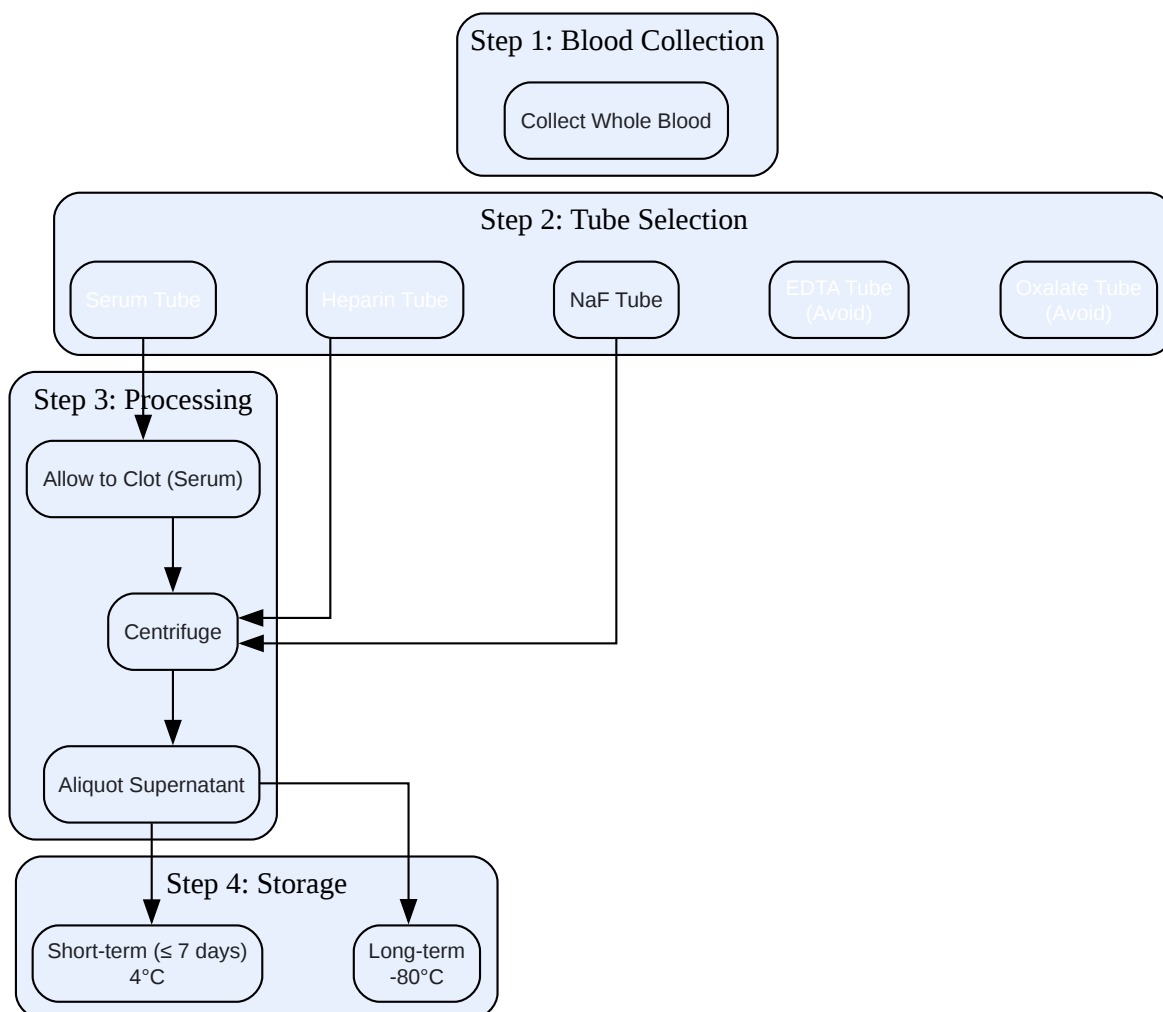 Step 1: Blood Collection
Collect Whole Blood
Step 2: Tube Selection
Serum Tube
Heparin Tube
NaF Tube
EDTA Tube
(Avoid)
Oxalate Tube
(Avoid)
Step 3: Processing
Allow to Clot (Serum)
Centrifuge
Aliquot Supernatant
Step 4: Storage
Short-term (≤ 7 days)
4°C
Long-term
-80°C